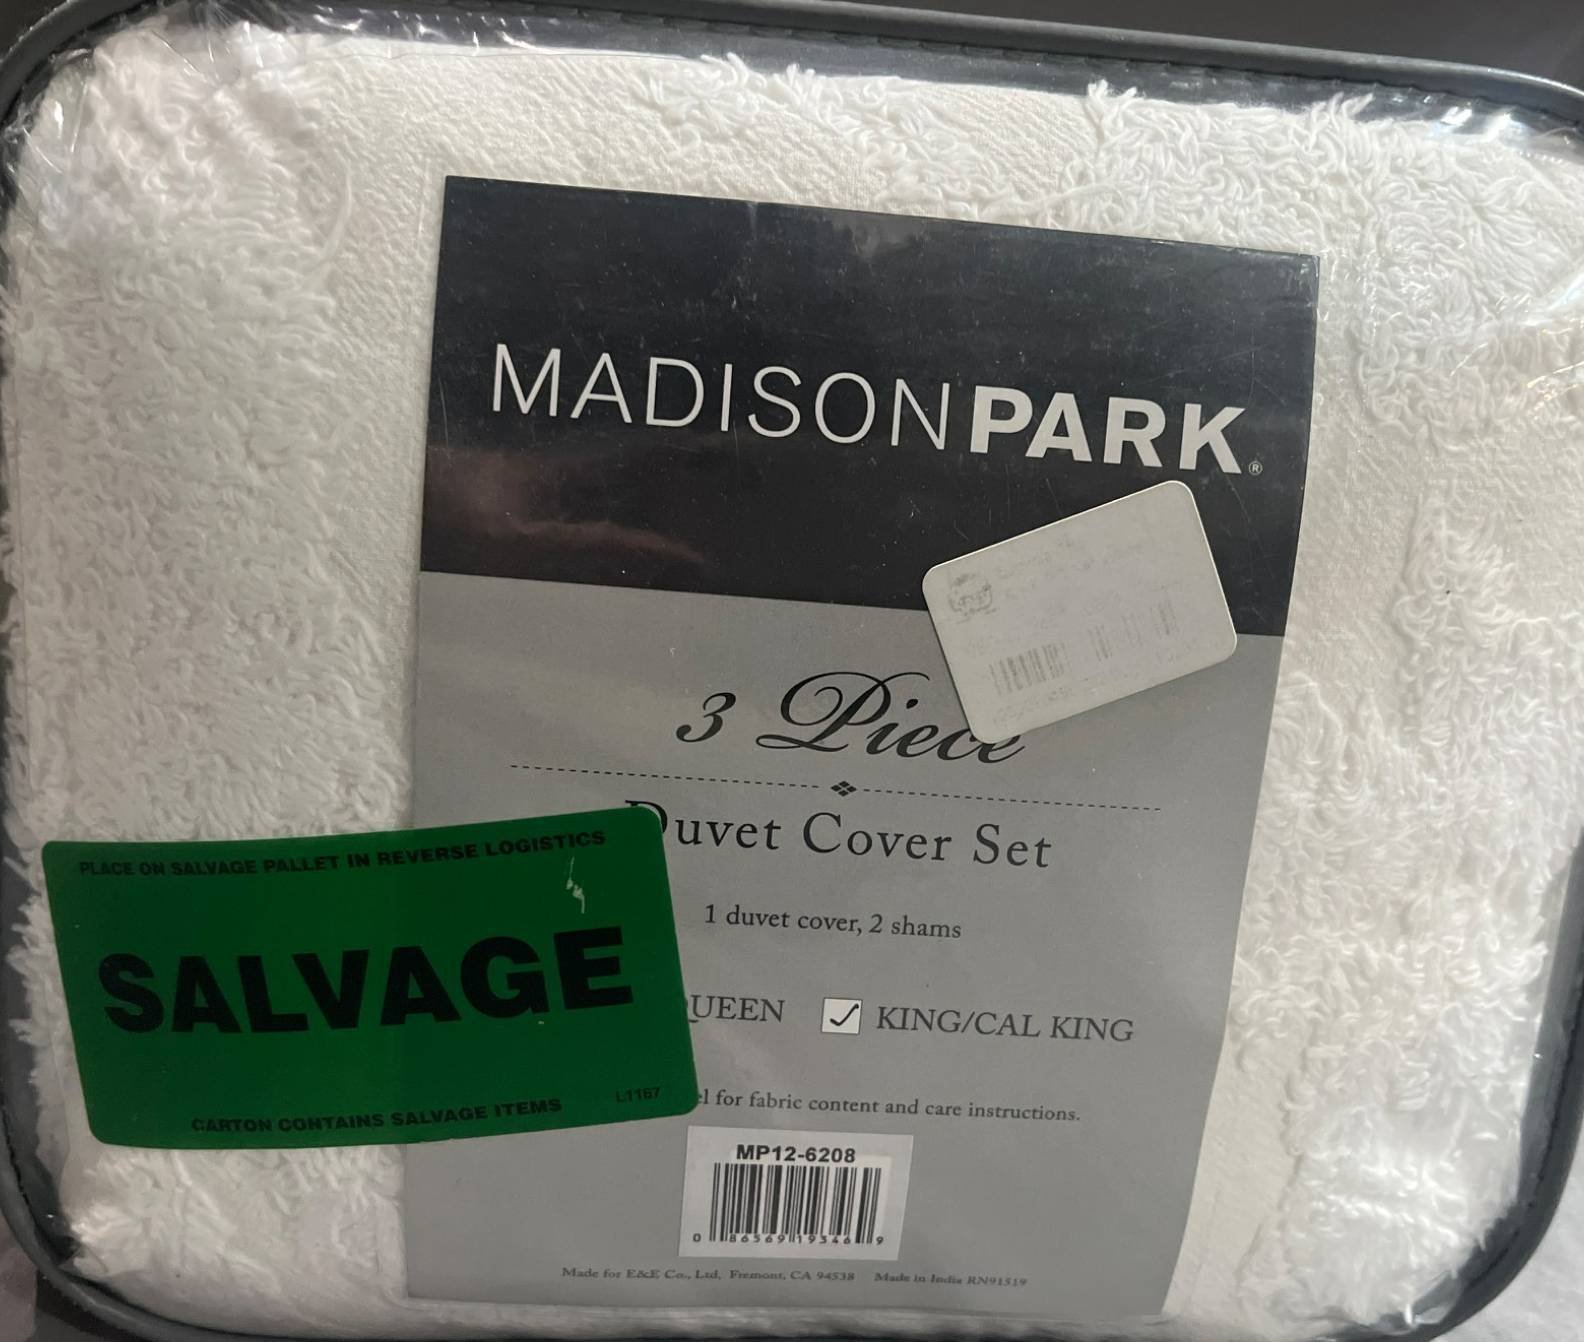 MADISONPARK®
3 Piece
Duvet Cover Set
1 duvet cover, 2 shams
QUEEN KING/CAL KING
for fabric content and care instructions.
PLACE ON SALVAGE PALLET IN REVERSE LOGISTICS
SALVAGE
L1167
CARTON CONTAINS SALVAGE ITEMS
MP12-6208
0 86569 19346 9
Made for E&E Co., Ltd, Fremont, CA 94538 Made in India RN91519